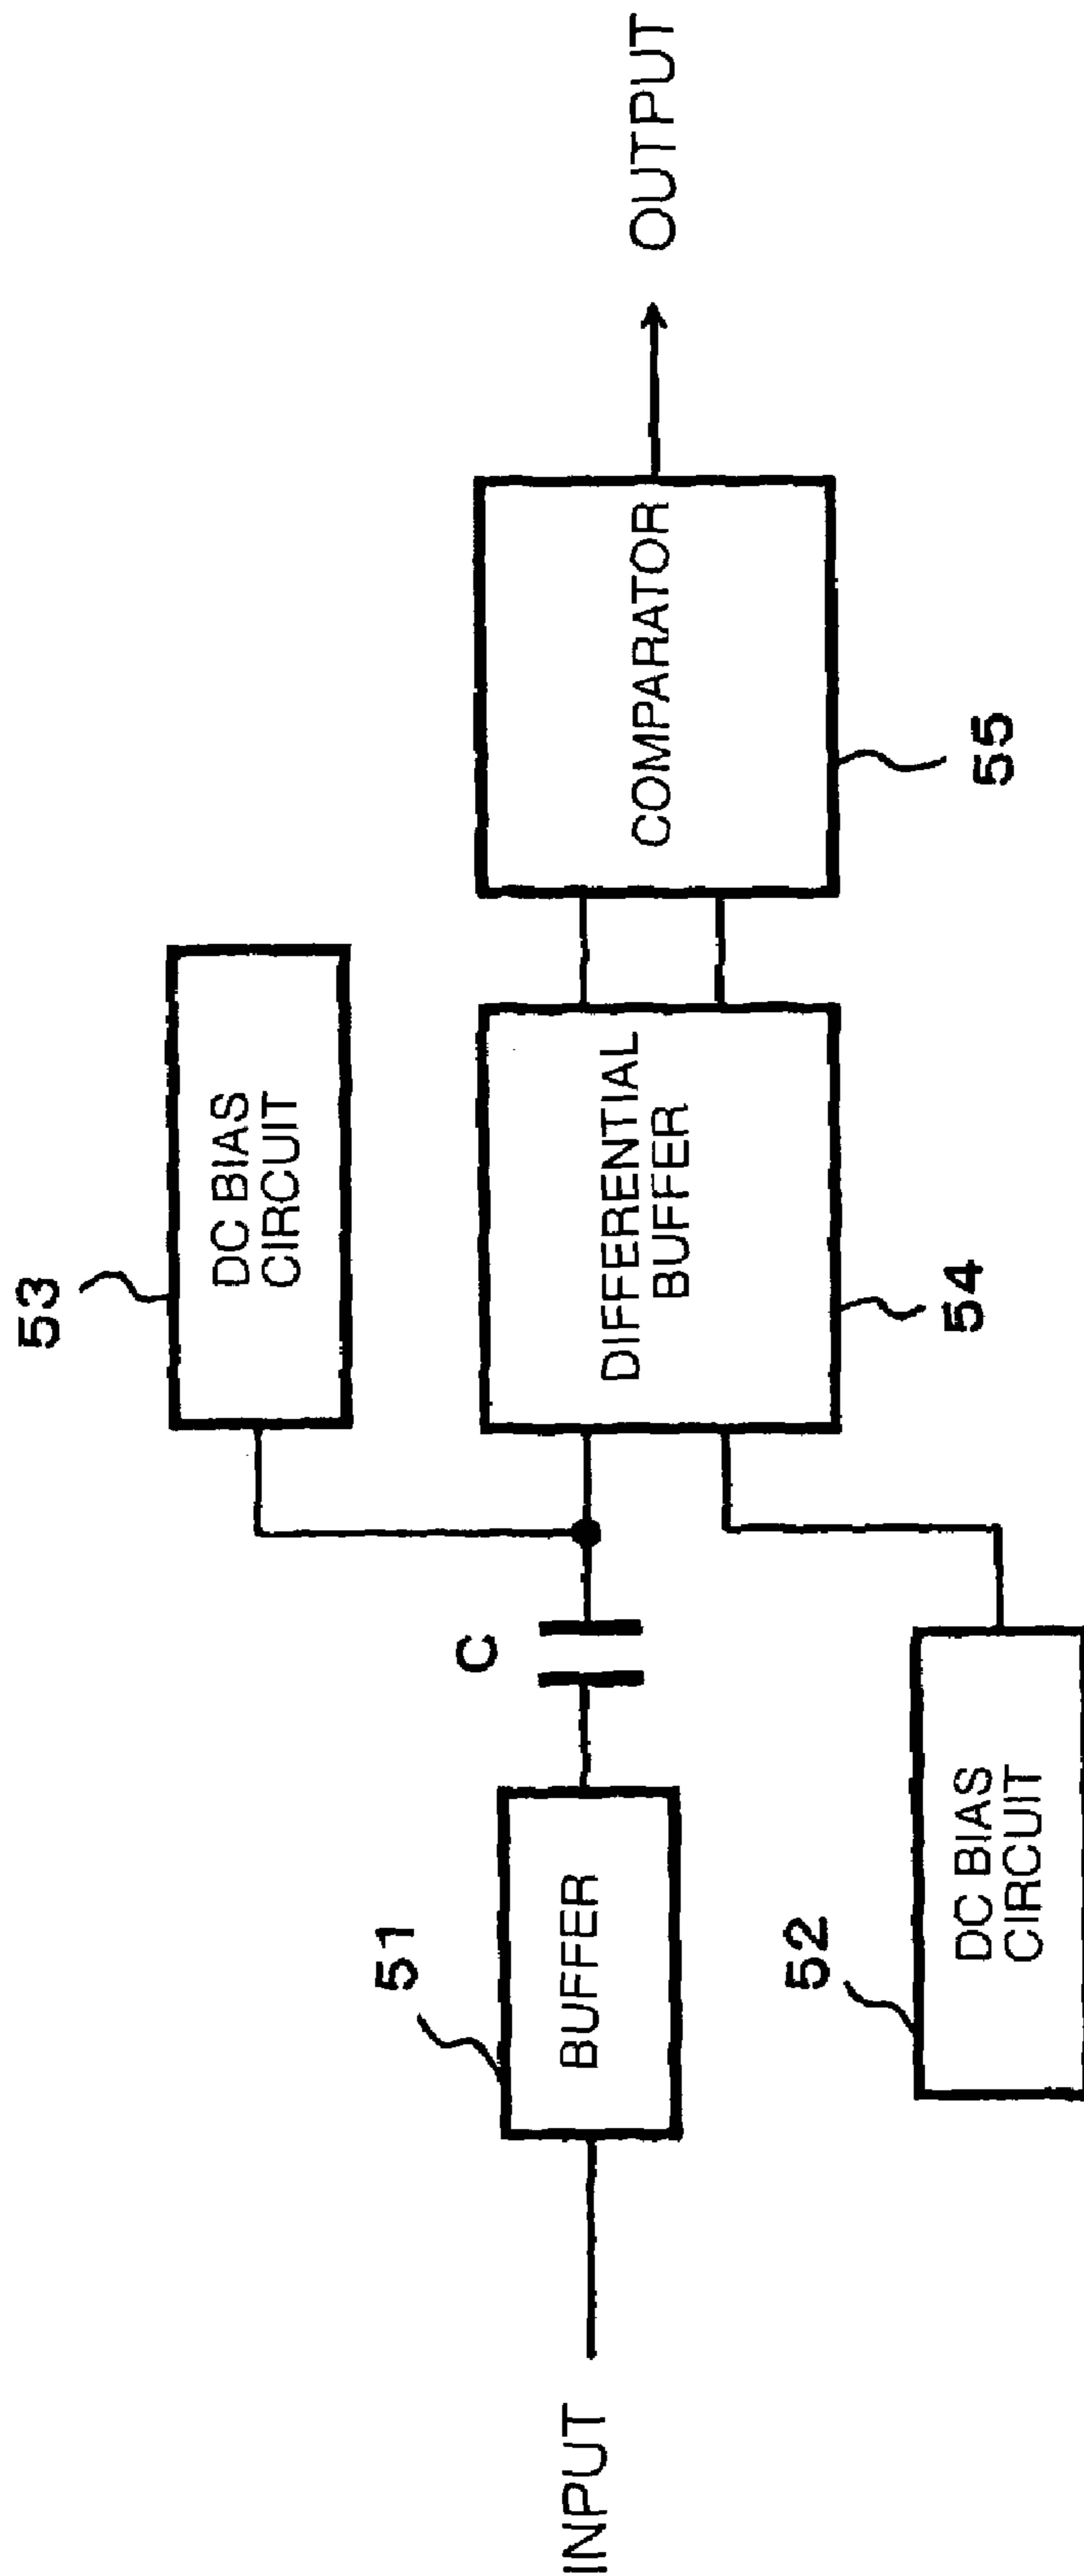 53
DC BIAS
CIRCUIT
INPUT
51
BUFFER
C
DIFFERENTIAL
BUFFER
54
COMPARATOR
55
OUTPUT
52
DC BIAS
CIRCUIT